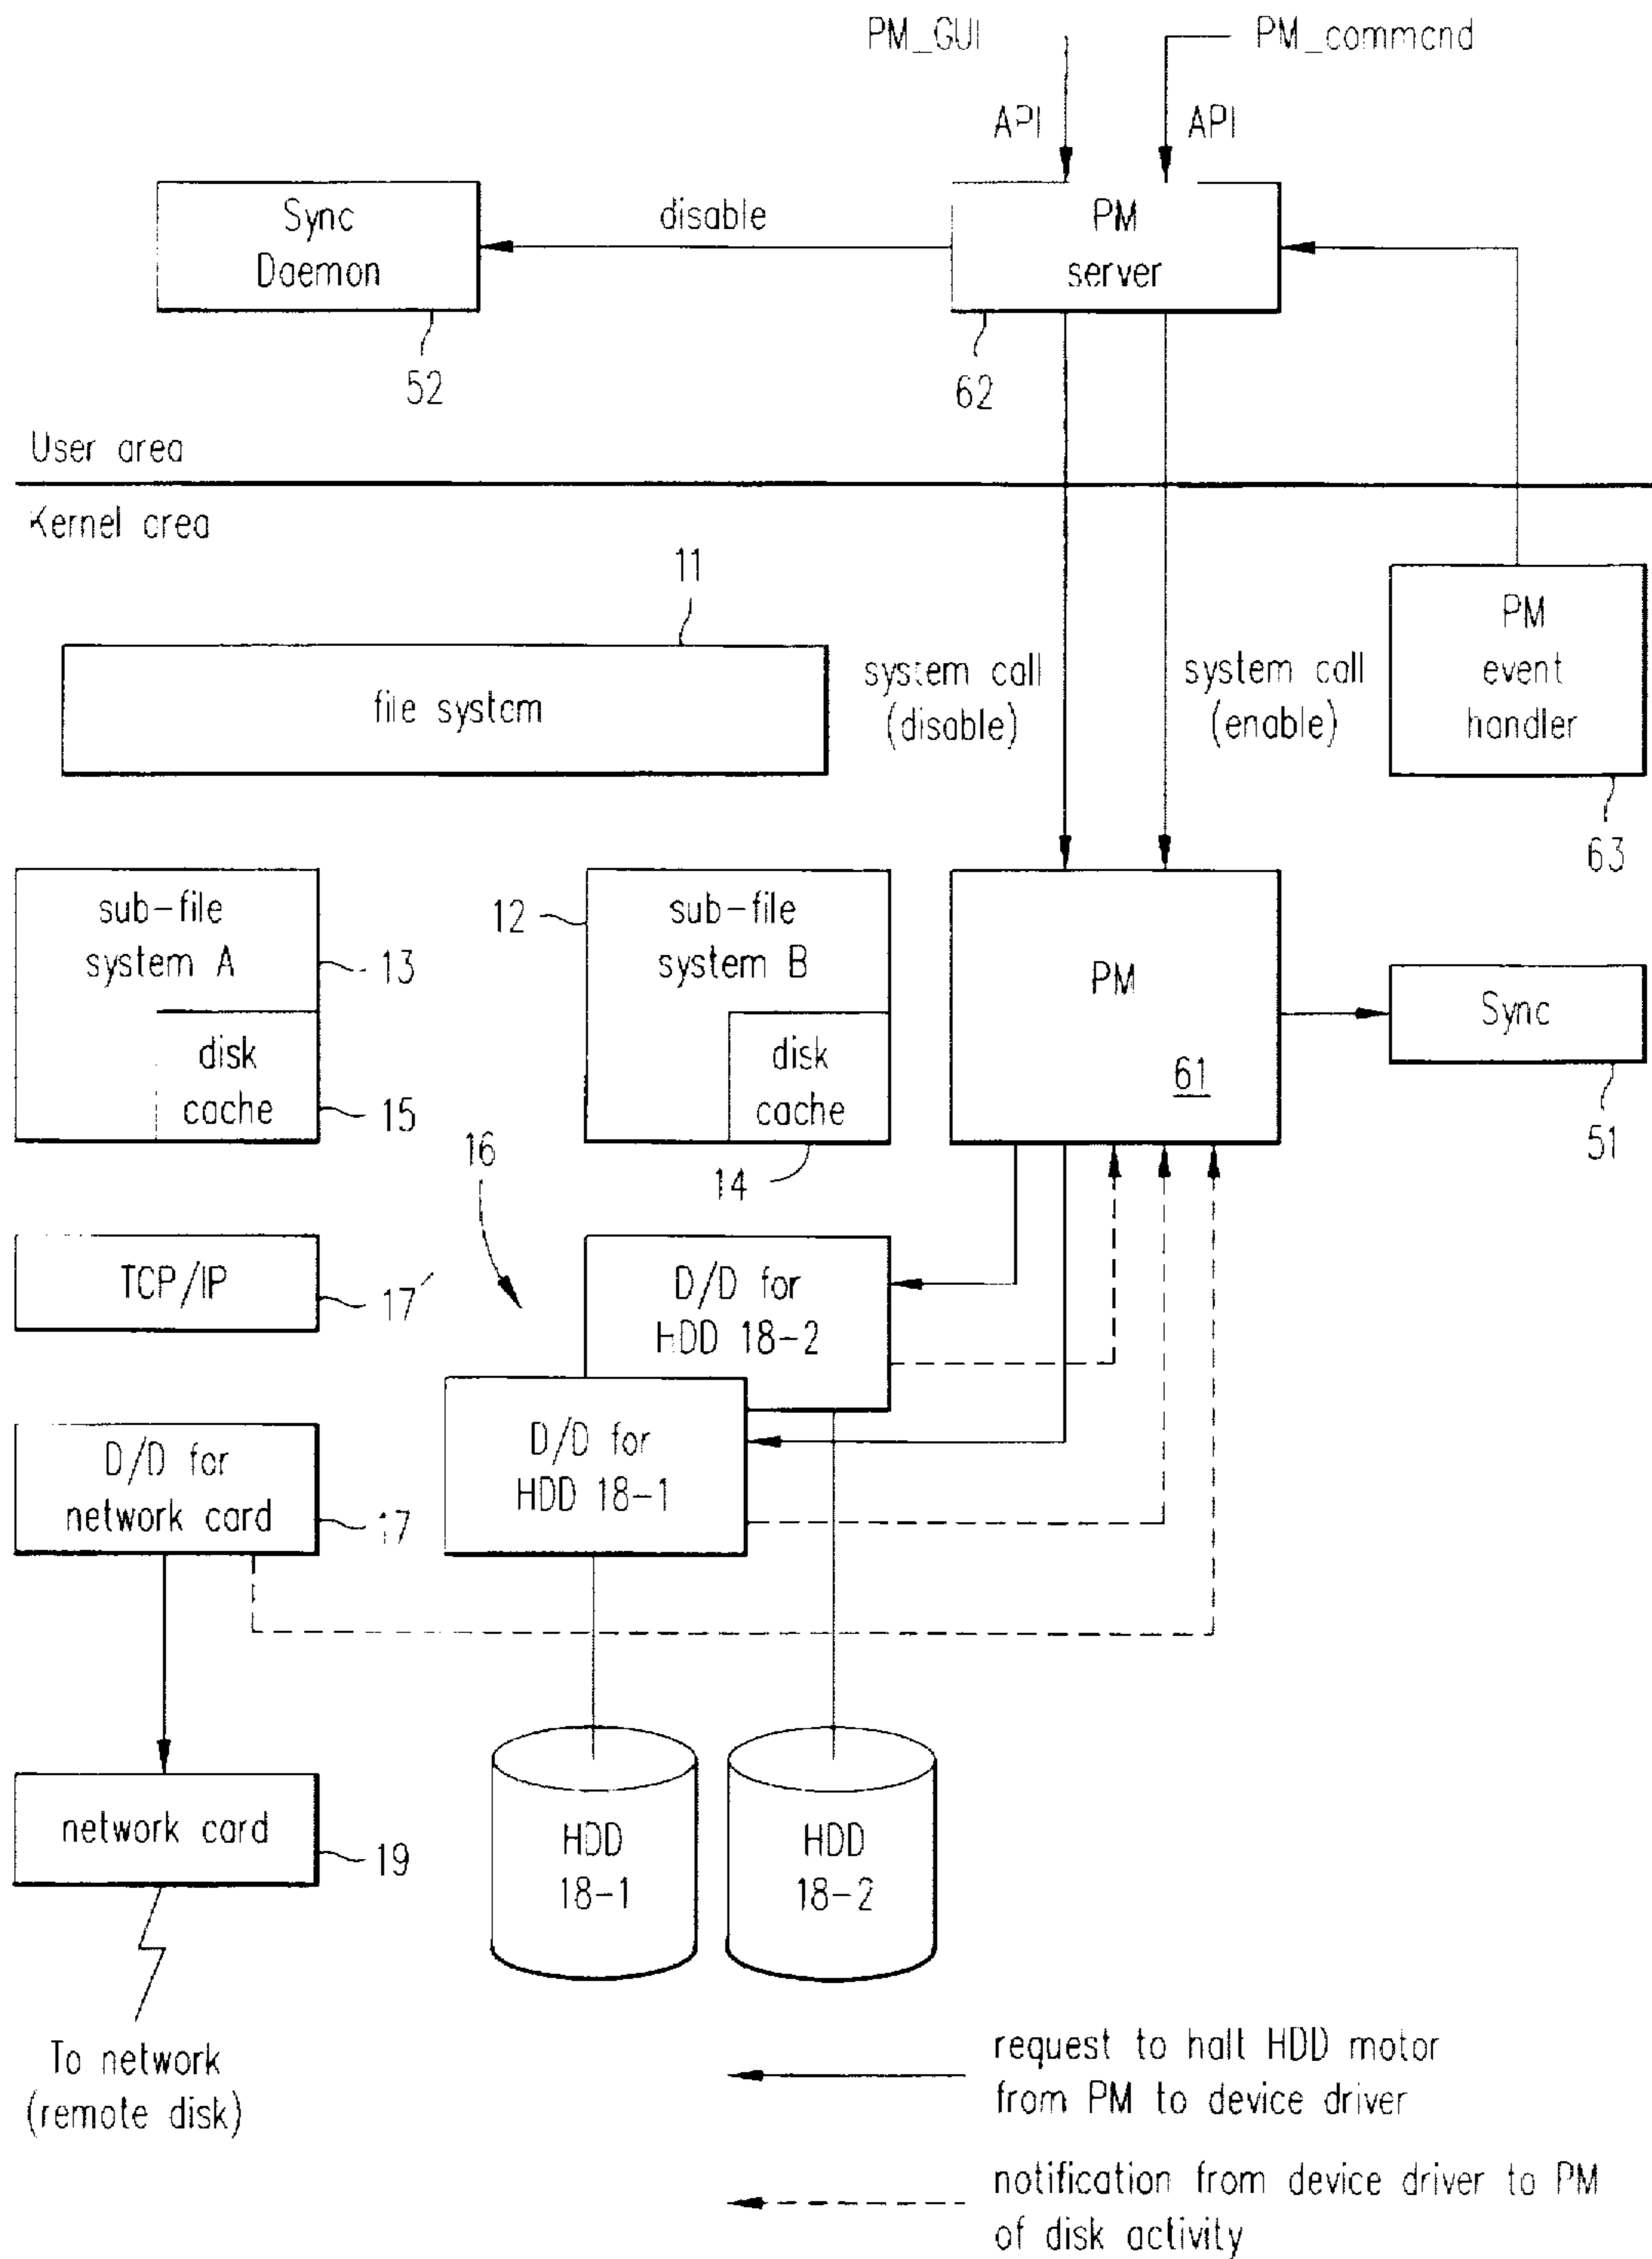 PM_GUI
PM_commcnd
API
API
Sync
Daemon
disable
PM
server
52
62
User area
Kernel area
11
file system
system call
(disable)
system call
(enable)
PM
event
handler
63
sub-file
system A
13
disk
cache
15
12
sub-file
system B
disk
cache
14
PM
61
Sync
51
16
TCP/IP
17′
D/D for
HDD 18-2
D/D for
HDD 18-1
D/D for
network card
17
network card
19
HDD
18-1
HDD
18-2
To network
(remote disk)
request to halt HDD motor
from PM to device driver
notification from device driver to PM
of disk activity